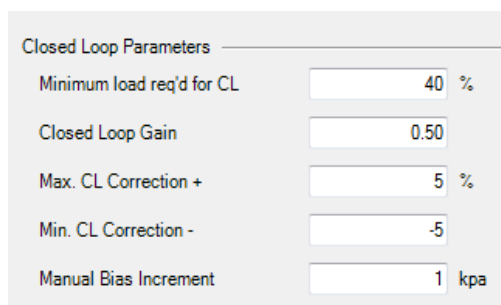 Closed Loop Parameters
Minimum load req'd for CL 40 %
Closed Loop Gain 0.50
Max. CL Correction + 5 %
Min. CL Correction - -5
Manual Bias Increment 1 kpa